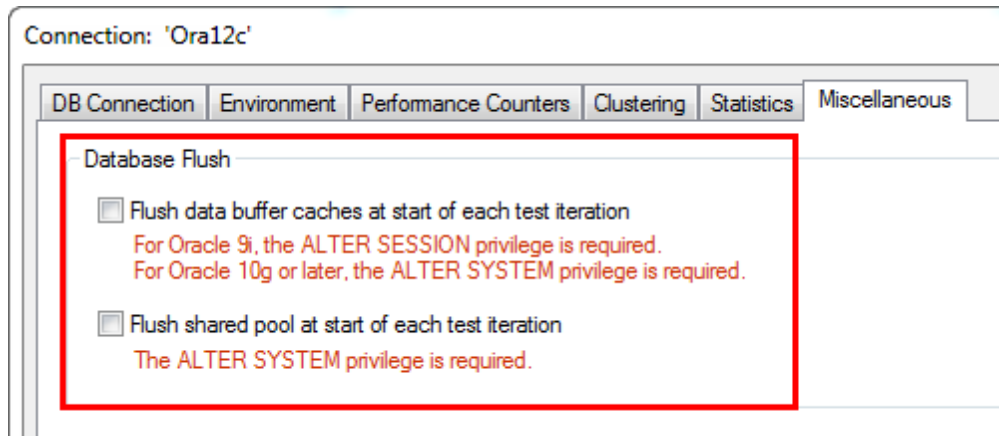 Connection: 'Ora12c'
DB Connection Environment Performance Counters Clustering Statistics Miscellaneous
Database Flush
Flush data buffer caches at start of each test iteration
For Oracle 9i, the ALTER SESSION privilege is required.
For Oracle 10g or later, the ALTER SYSTEM privilege is required.
Flush shared pool at start of each test iteration
The ALTER SYSTEM privilege is required.